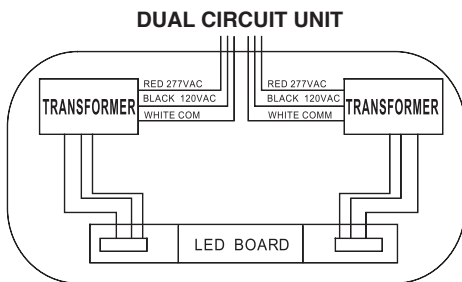 DUAL CIRCUIT UNIT
RED 277VAC
BLACK 120VAC
WHITE COM
TRANSFORMER
RED 277VAC
BLACK 120VAC
WHITE COMM
TRANSFORMER
LED BOARD